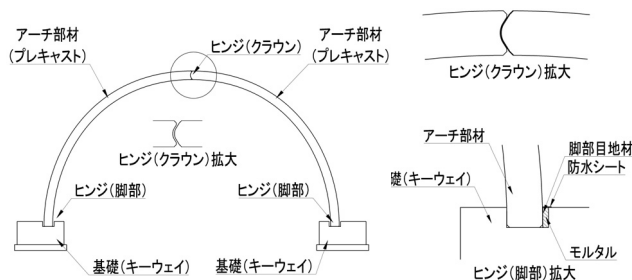 アーチ部材
(プレキャスト)
ヒンジ(クラウン)
アーチ部材
(プレキャスト)
ヒンジ(クラウン)拡大
ヒンジ(脚部)
ヒンジ(脚部)
基礎(キーウェイ)
基礎(キーウェイ)
ヒンジ(クラウン)拡大
アーチ部材
脚部目地材
防水シート
礎(キーウェイ)
モルタル
ヒンジ(脚部)拡大